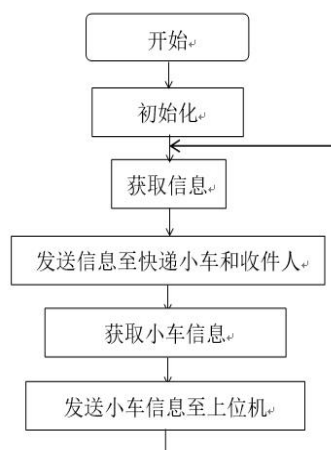 开始
初始化
获取信息
发送信息至快递小车和收件人
获取小车信息
发送小车信息至上位机